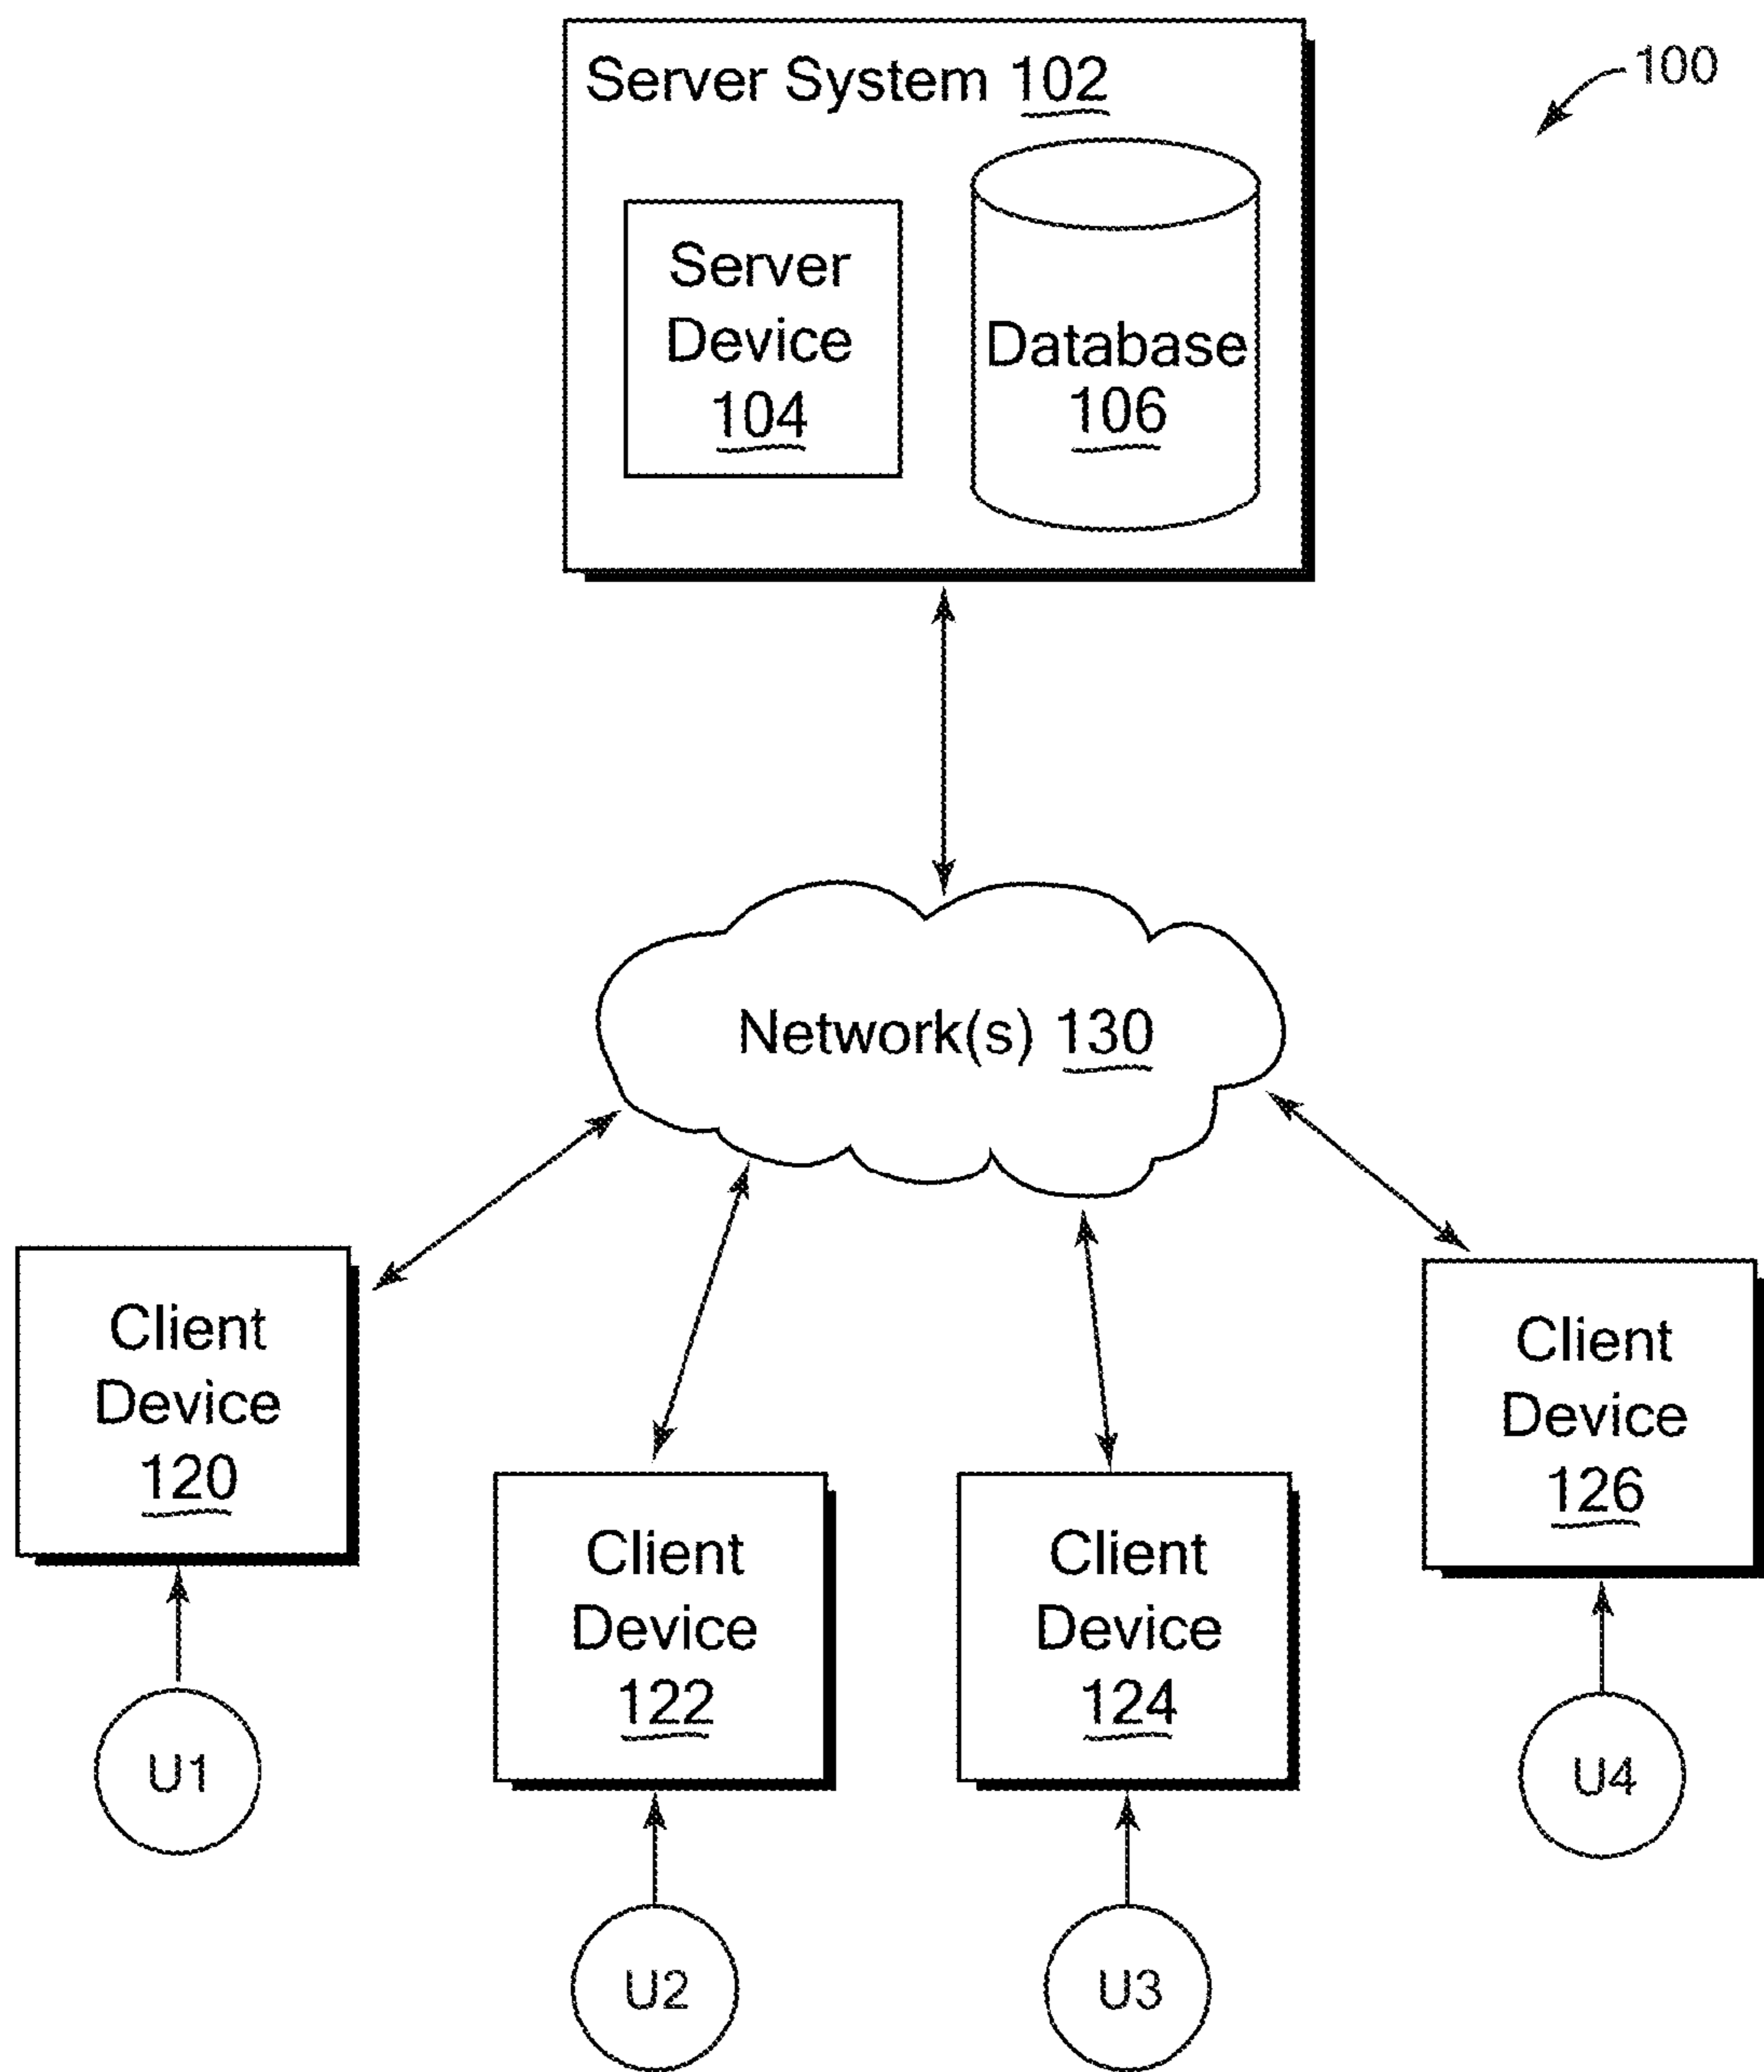 Server System 102
100
Server
Device
104
Database
106
Network(s) 130
Client
Device
120
Client
Device
122
Client
Device
124
Client
Device
126
U1
U2
U3
U4